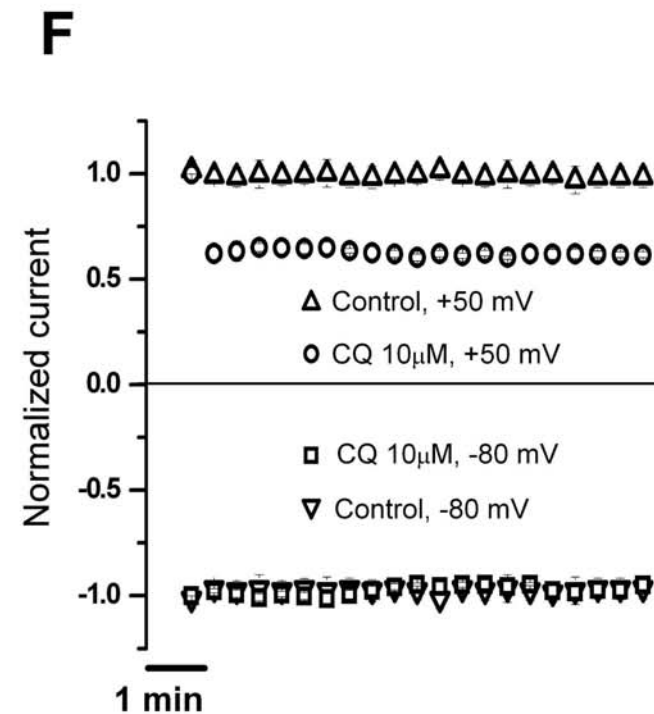 F
Normalized current
1.0
0.5
0.0
-0.5
-1.0
Control, +50 mV
CQ 10μM, +50 mV
CQ 10μM, -80 mV
Control, -80 mV
1 min